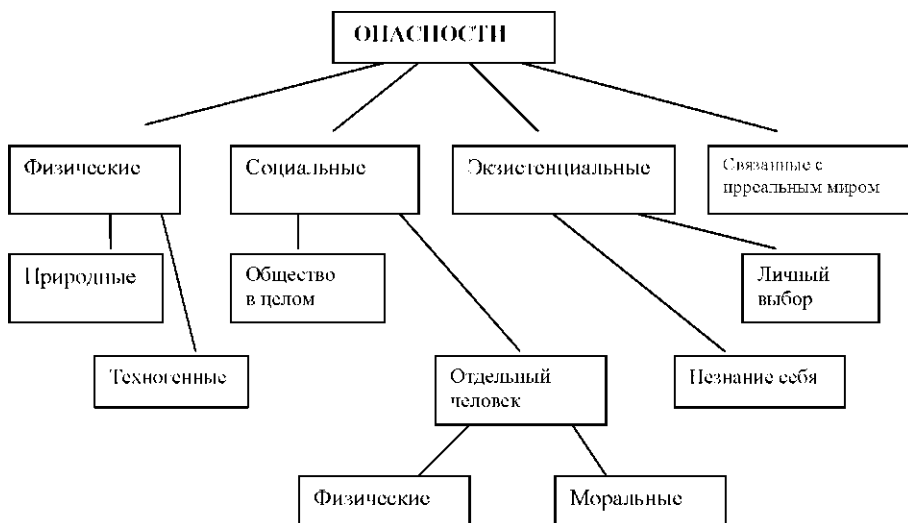 ОПАСНОСТИ
Физические
Социальные
Экзистенциальные
Связанные с
ирреальным миром
Природные
Общество
в целом
Личный
выбор
Техногенные
Отдельный
человек
Незнание себя
Физические
Моральные